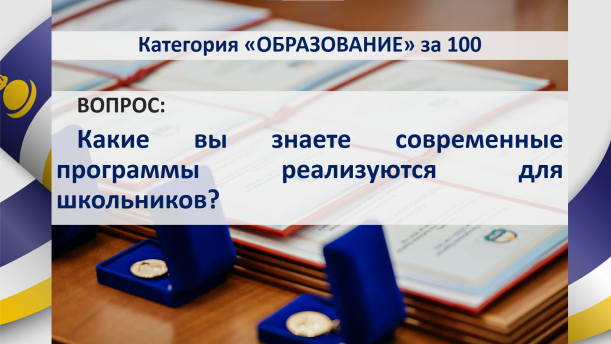 Категория «ОБРАЗОВАНИЕ» за 100
ВОПРОС:
Какие вы знаете современные
программы реализуются для
школьников?